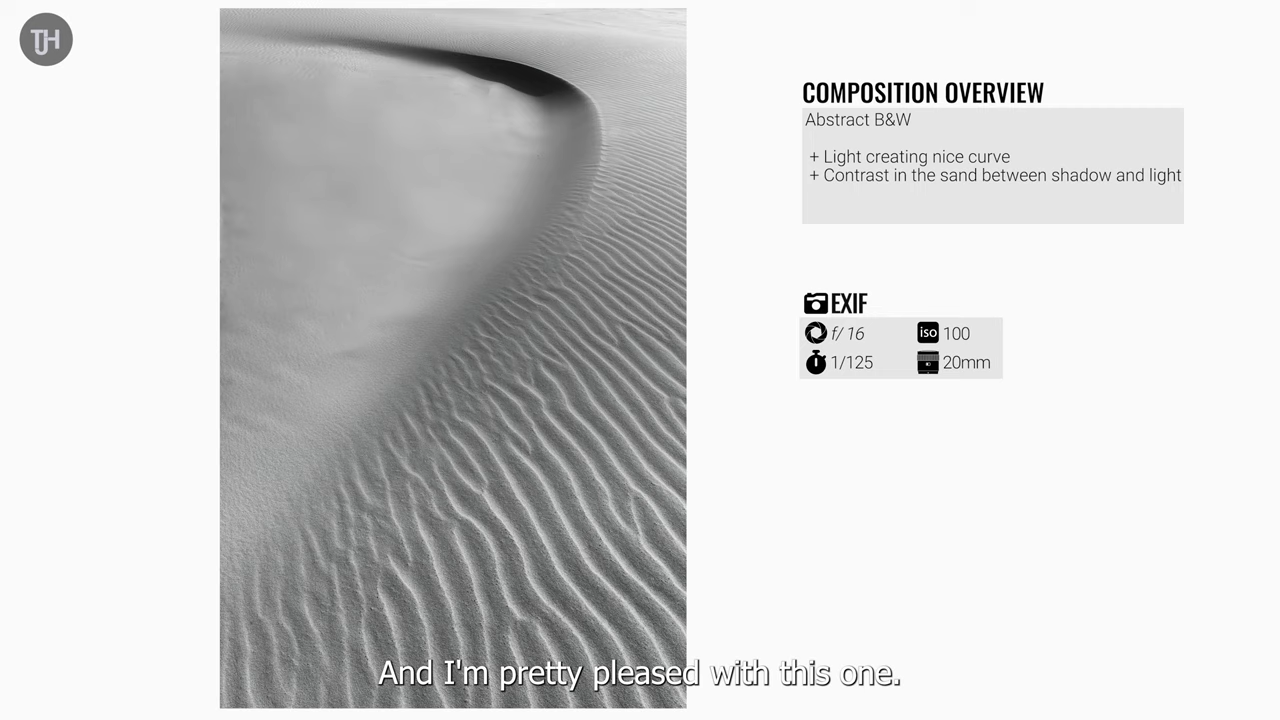 TJH
COMPOSITION OVERVIEW
Abstract B&W
+ Light creating nice curve
+ Contrast in the sand between shadow and light
EXIF
f/ 16
iso 100
1/125
20mm
And I'm pretty pleased with this one.